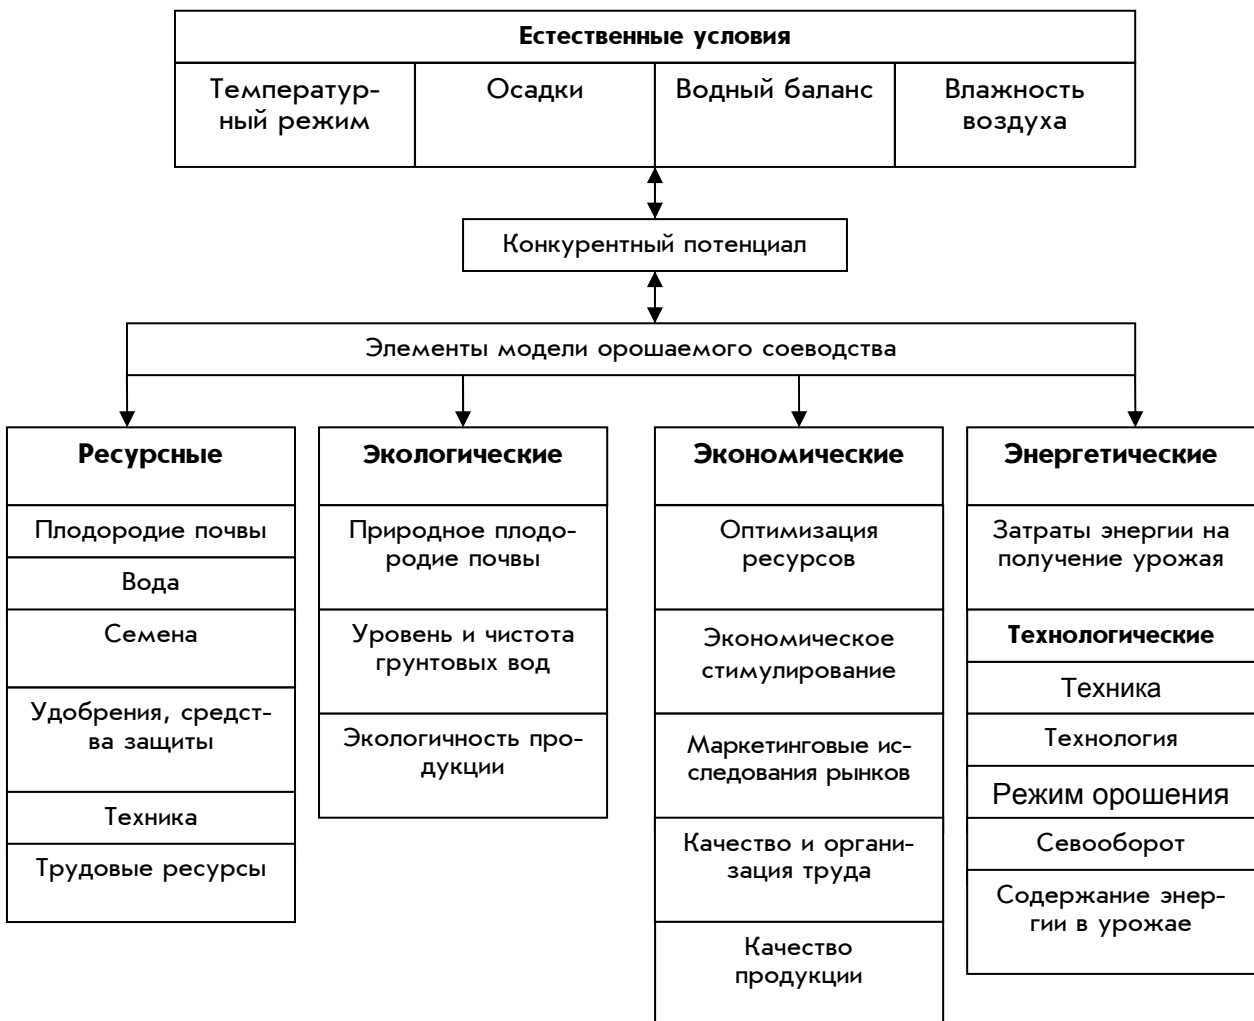 Естественные условия
Температур-
ный режим
Осадки
Водный баланс
Влажность
воздуха
Конкурентный потенциал
Элементы модели орошаемого соеводства
Ресурсные
Плодородие почвы
Вода
Семена
Удобрения, средст-
ва защиты
Техника
Трудовые ресурсы
Экологические
Природное плодо-
родие почвы
Уровень и чистота
грунтовых вод
Экологичность про-
дукции
Экономические
Оптимизация
ресурсов
Экономическое
стимулирование
Маркетинговые ис-
следования рынков
Качество и органи-
зация труда
Качество
продукции
Энергетические
Затраты энергии на
получение урожая
Технологические
Техника
Технология
Режим орошения
Севооборот
Содержание энер-
гии в урожае